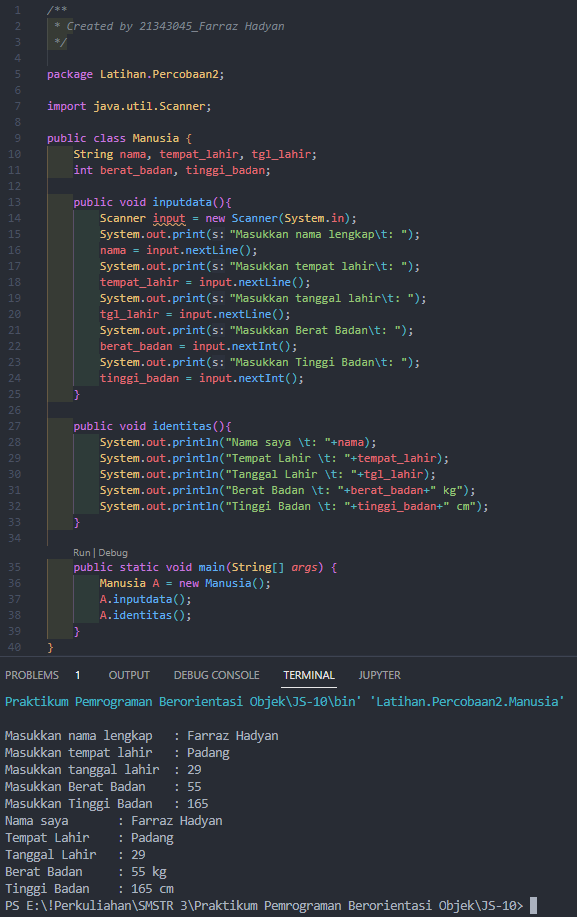 1 /**
2 * Created by 21343045_Farraz Hadyan
3 */
4
5 package Latihan.Percobaan2;
6
7 import java.util.Scanner;
8
9 public class Manusia {
10 String nama, tempat_lahir, tgl_lahir;
11 int berat_badan, tinggi_badan;
12
13 public void inputdata(){
14 Scanner input = new Scanner(System.in);
15 System.out.print(s: "Masukkan nama lengkap\t: ");
16 nama = input.nextLine();
17 System.out.print(s: "Masukkan tempat lahir\t: ");
18 tempat_lahir = input.nextLine();
19 System.out.print(s: "Masukkan tanggal lahir\t: ");
20 tgl_lahir = input.nextLine();
21 System.out.print(s: "Masukkan Berat Badan\t: ");
22 berat_badan = input.nextInt();
23 System.out.print(s: "Masukkan Tinggi Badan\t: ");
24 tinggi_badan = input.nextInt();
25 }
26
27 public void identitas(){
28 System.out.println("Nama saya \t: "+nama);
29 System.out.println("Tempat Lahir \t: "+tempat_lahir);
30 System.out.println("Tanggal Lahir \t: "+tgl_lahir);
31 System.out.println("Berat Badan \t: "+berat_badan+" kg");
32 System.out.println("Tinggi Badan \t: "+tinggi_badan+" cm");
33 }
34
Run | Debug
35 public static void main(String[] args) {
36 Manusia A = new Manusia();
37 A.inputdata();
38 A.identitas();
39 }
40 }
PROBLEMS 1 OUTPUT DEBUG CONSOLE TERMINAL JUPYTER
Praktikum Pemrograman Berorientasi Objek\JS-10\bin' 'Latihan.Percobaan2.Manusia'
Masukkan nama lengkap : Farraz Hadyan
Masukkan tempat lahir : Padang
Masukkan tanggal lahir : 29
Masukkan Berat Badan : 55
Masukkan Tinggi Badan : 165
Nama saya : Farraz Hadyan
Tempat Lahir : Padang
Tanggal Lahir : 29
Berat Badan : 55 kg
Tinggi Badan : 165 cm
PS E:\!Perkuliahan\SMSTR 3\Praktikum Pemrograman Berorientasi Objek\JS-10>